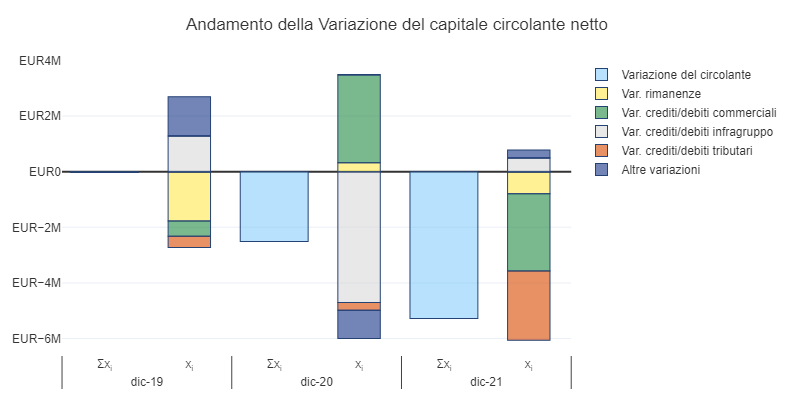 Andamento della Variazione del capitale circolante netto
EUR4M
EUR2M
EUR0
EUR−2M
EUR−4M
EUR−6M
Σxi xi Σxi xi Σxi xi
dic-19 dic-20 dic-21
Variazione del circolante
Var. rimanenze
Var. crediti/debiti commerciali
Var. crediti/debiti infragruppo
Var. crediti/debiti tributari
Altre variazioni